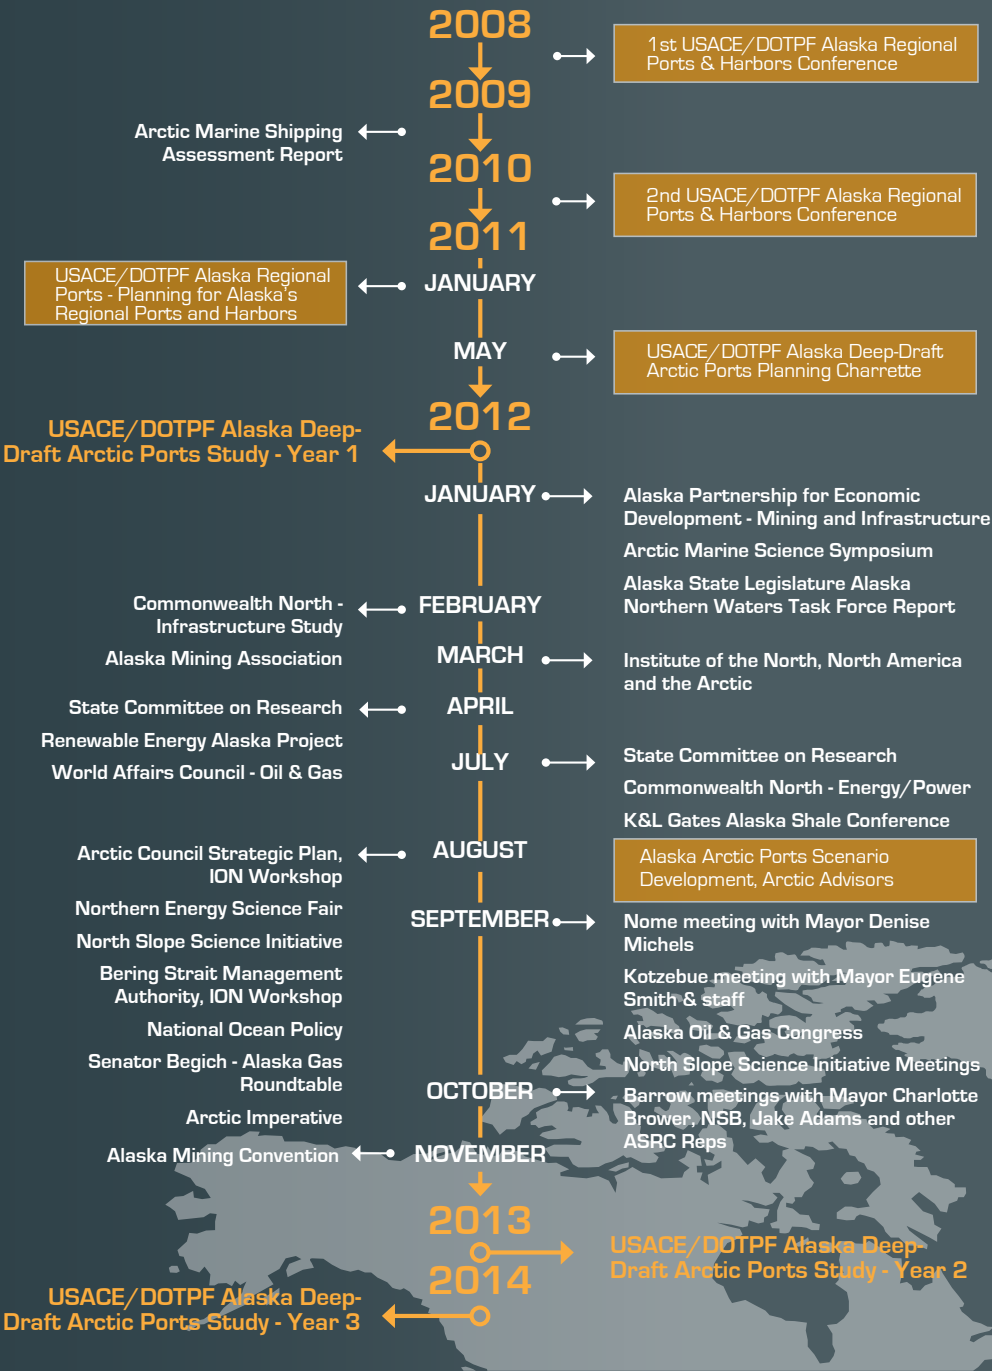 2008
1st USACE/DOTPF Alaska Regional
Ports & Harbors Conference
2009
Arctic Marine Shipping
Assessment Report
2010
2nd USACE/DOTPF Alaska Regional
Ports & Harbors Conference
2011
JANUARY
USACE/DOTPF Alaska Regional
Ports - Planning for Alaska's
Regional Ports and Harbors
MAY
USACE/DOTPF Alaska Deep-Draft
Arctic Ports Planning Charrette
2012
USACE/DOTPF Alaska Deep-
Draft Arctic Ports Study - Year 1
JANUARY
Alaska Partnership for Economic
Development - Mining and Infrastructure
Arctic Marine Science Symposium
Alaska State Legislature Alaska
Northern Waters Task Force Report
FEBRUARY
Commonwealth North -
Infrastructure Study
Alaska Mining Association
MARCH
Institute of the North, North America
and the Arctic
APRIL
State Committee on Research
Renewable Energy Alaska Project
World Affairs Council - Oil & Gas
JULY
State Committee on Research
Commonwealth North - Energy/Power
K&L Gates Alaska Shale Conference
Alaska Arctic Ports Scenario
Development, Arctic Advisors
AUGUST
Arctic Council Strategic Plan,
ION Workshop
Northern Energy Science Fair
North Slope Science Initiative
Bering Strait Management
Authority, ION Workshop
National Ocean Policy
Senator Begich - Alaska Gas
Roundtable
Arctic Imperative
SEPTEMBER
Nome meeting with Mayor Denise
Michels
Kotzebue meeting with Mayor Eugene
Smith & staff
Alaska Oil & Gas Congress
North Slope Science Initiative Meetings
OCTOBER
Barrow meetings with Mayor Charlotte
Brower, NSB, Jake Adams and other
ASRC Reps
NOVEMBER
Alaska Mining Convention
2013
USACE/DOTPF Alaska Deep-
Draft Arctic Ports Study - Year 2
2014
USACE/DOTPF Alaska Deep-
Draft Arctic Ports Study - Year 3